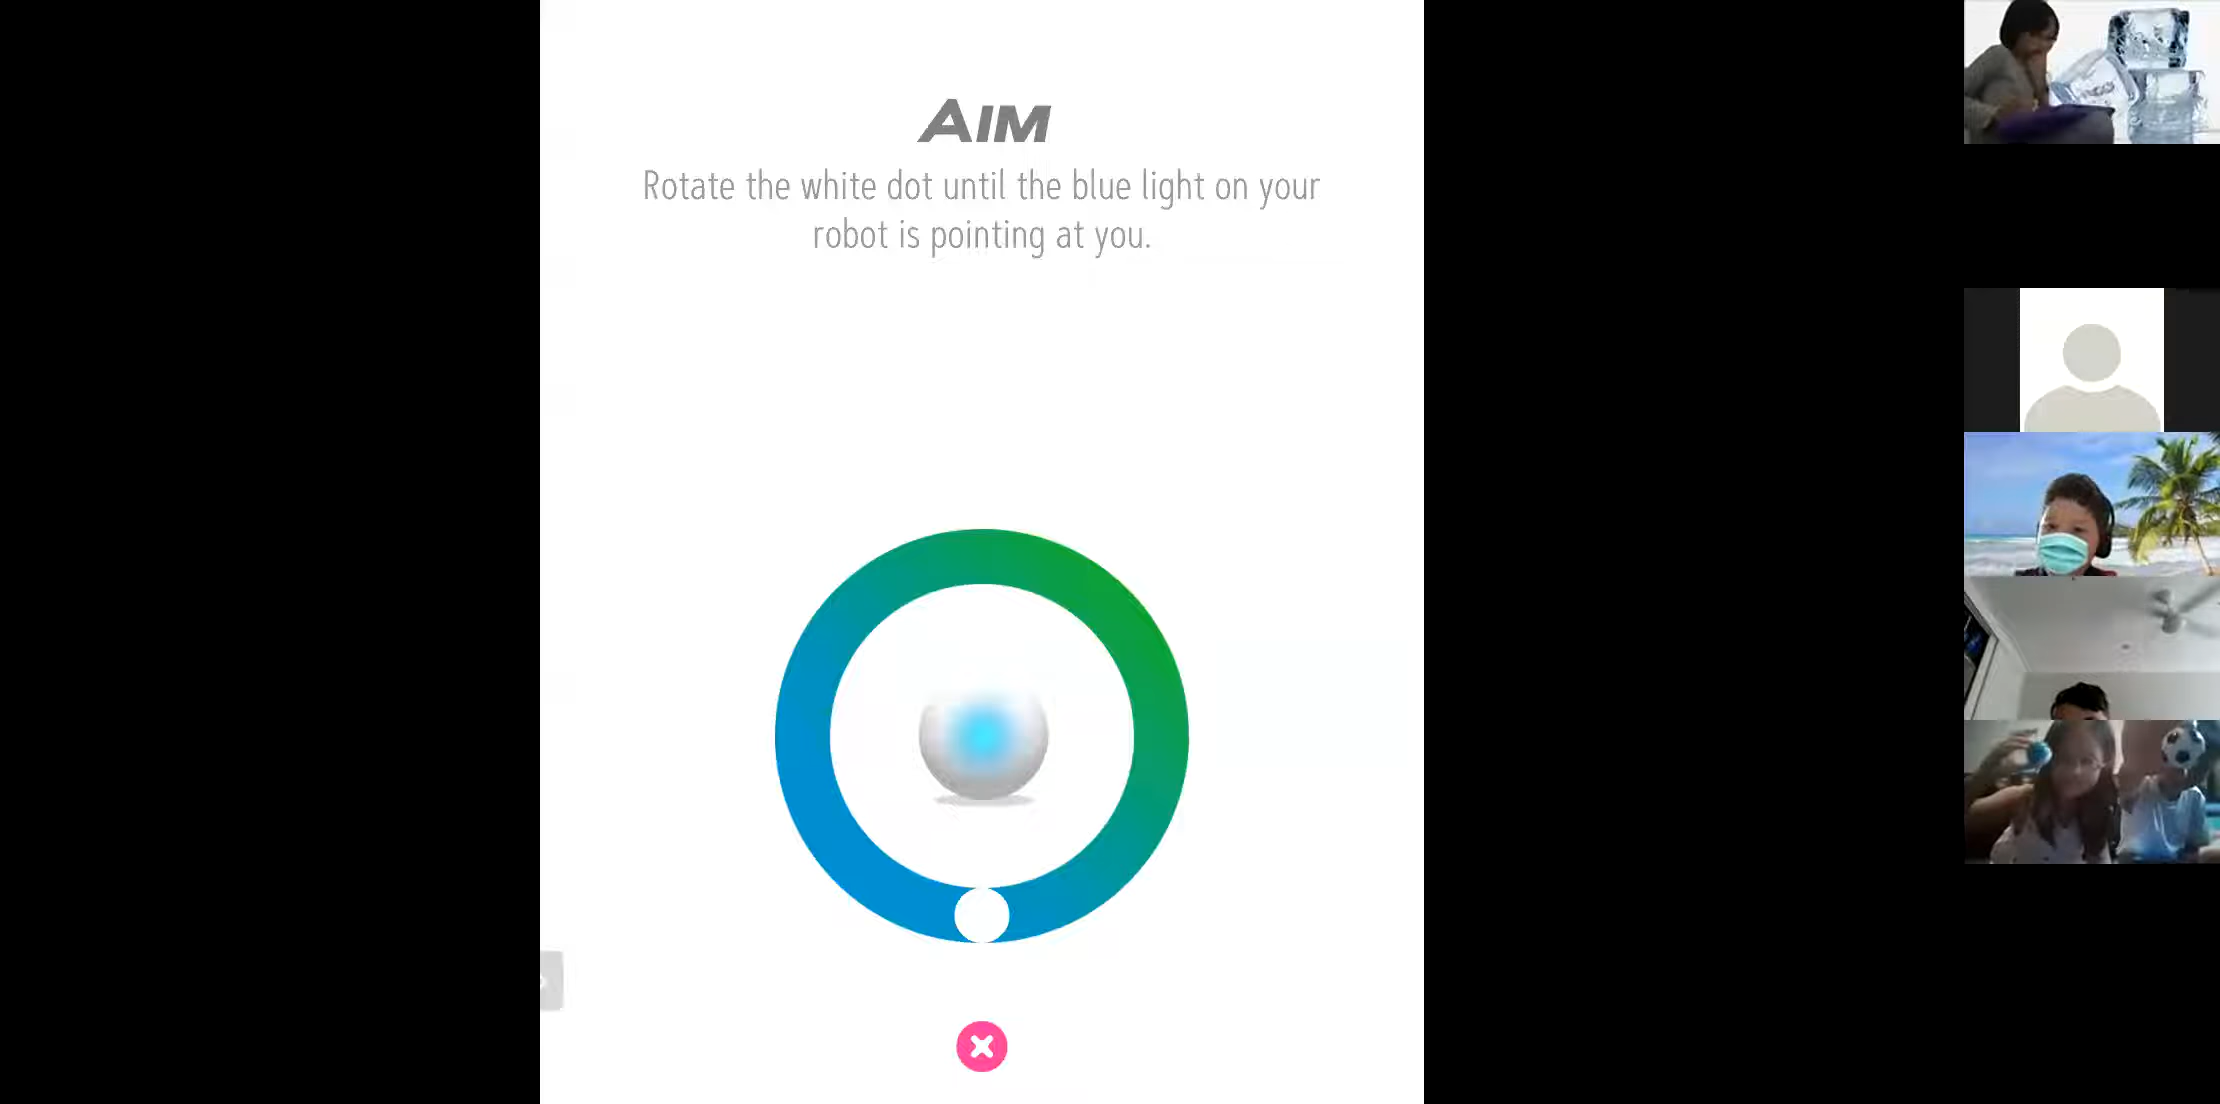 AIM
Rotate the white dot until the blue light on your
robot is pointing at you.